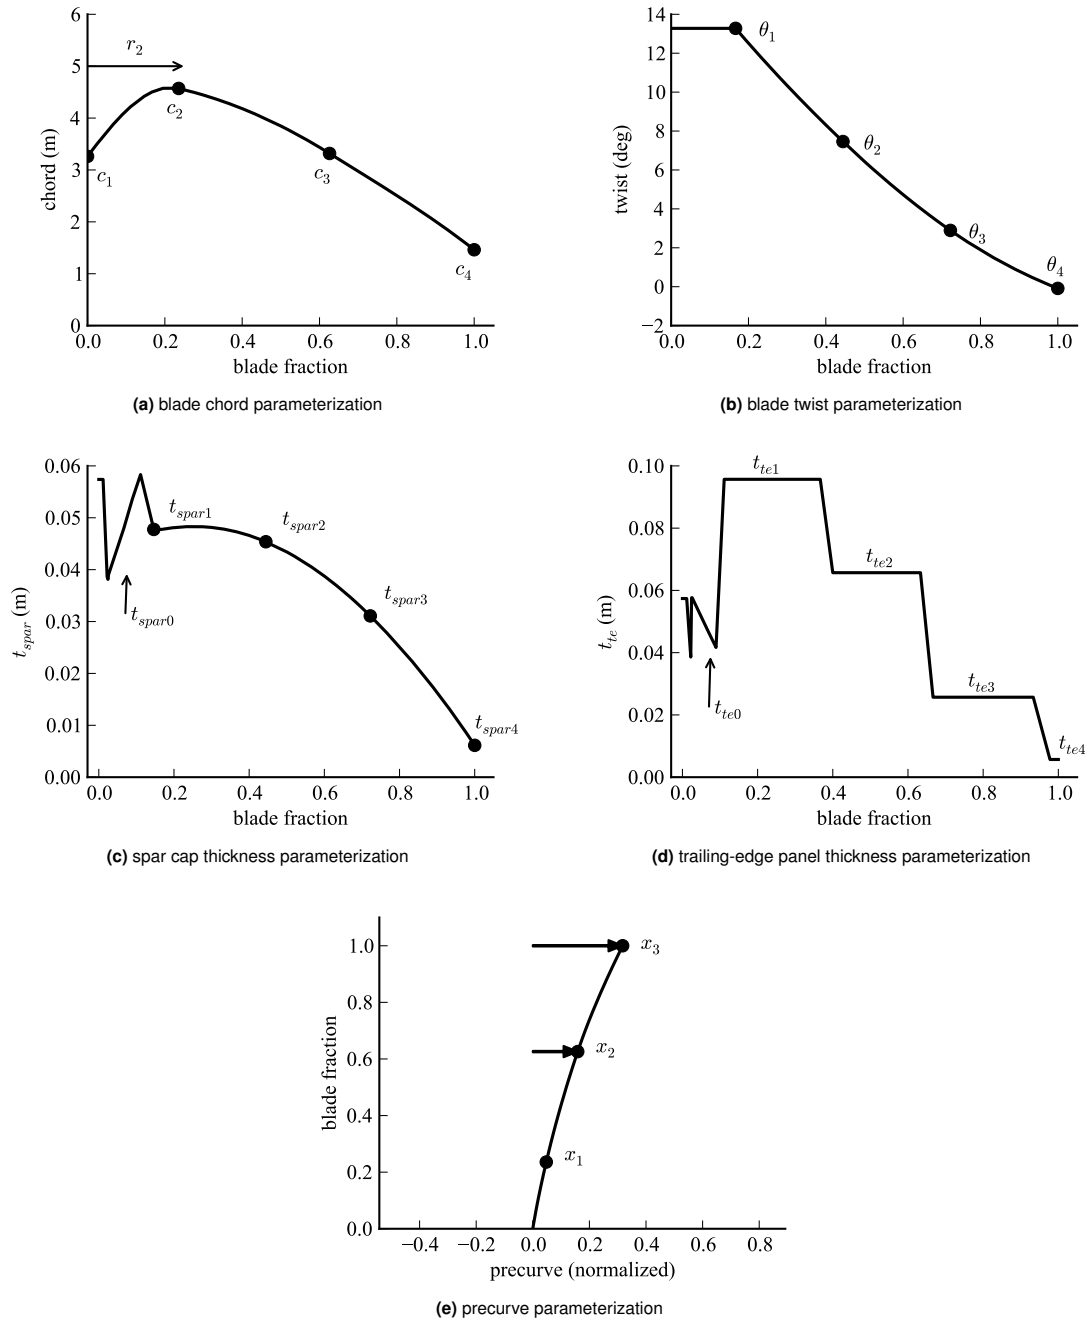 6
5
4
3
2
1
0
chord (m)
r2
c1
c2
c3
c4
0.0 0.2 0.4 0.6 0.8 1.0
blade fraction
(a) blade chord parameterization
14
12
10
8
6
4
2
0
−2
twist (deg)
θ1
θ2
θ3
θ4
0.0 0.2 0.4 0.6 0.8 1.0
blade fraction
(b) blade twist parameterization
0.06
0.05
0.04
0.03
0.02
0.01
0.00
tspar (m)
tspar1
tspar2
tspar0
tspar3
tspar4
0.0 0.2 0.4 0.6 0.8 1.0
blade fraction
(c) spar cap thickness parameterization
0.10
0.08
0.06
0.04
0.02
0.00
tte (m)
tte1
tte2
tte3
tte0
tte4
0.0 0.2 0.4 0.6 0.8 1.0
blade fraction
(d) trailing-edge panel thickness parameterization
1.0
0.8
0.6
0.4
0.2
0.0
blade fraction
x3
x2
x1
−0.4 −0.2 0.0 0.2 0.4 0.6 0.8
precurve (normalized)
(e) precurve parameterization